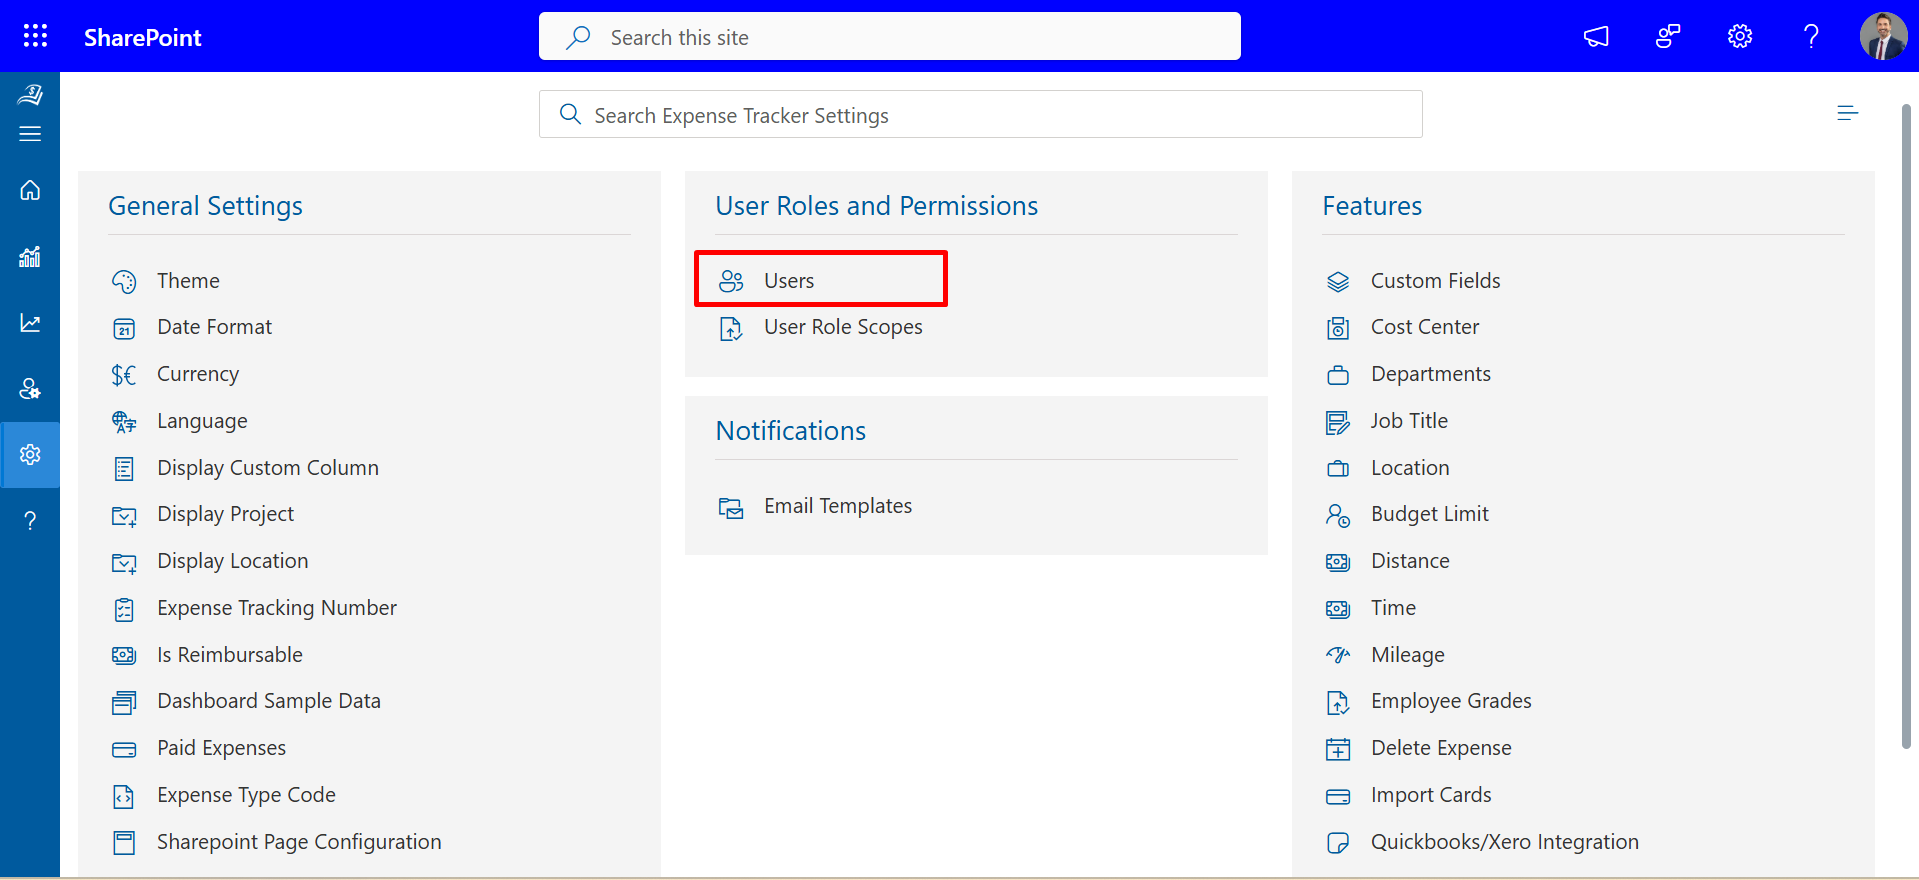 SharePoint
Search this site
Search Expense Tracker Settings
General Settings
Theme
21
Date Format
Currency
Language
Display Custom Column
Display Project
Display Location
Expense Tracking Number
Is Reimbursable
Dashboard Sample Data
Paid Expenses
Expense Type Code
Sharepoint Page Configuration
User Roles and Permissions
Users
User Role Scopes
Notifications
Email Templates
Features
Custom Fields
Cost Center
Departments
Job Title
Location
Budget Limit
Distance
Time
Mileage
Employee Grades
Delete Expense
Import Cards
Quickbooks/Xero Integration